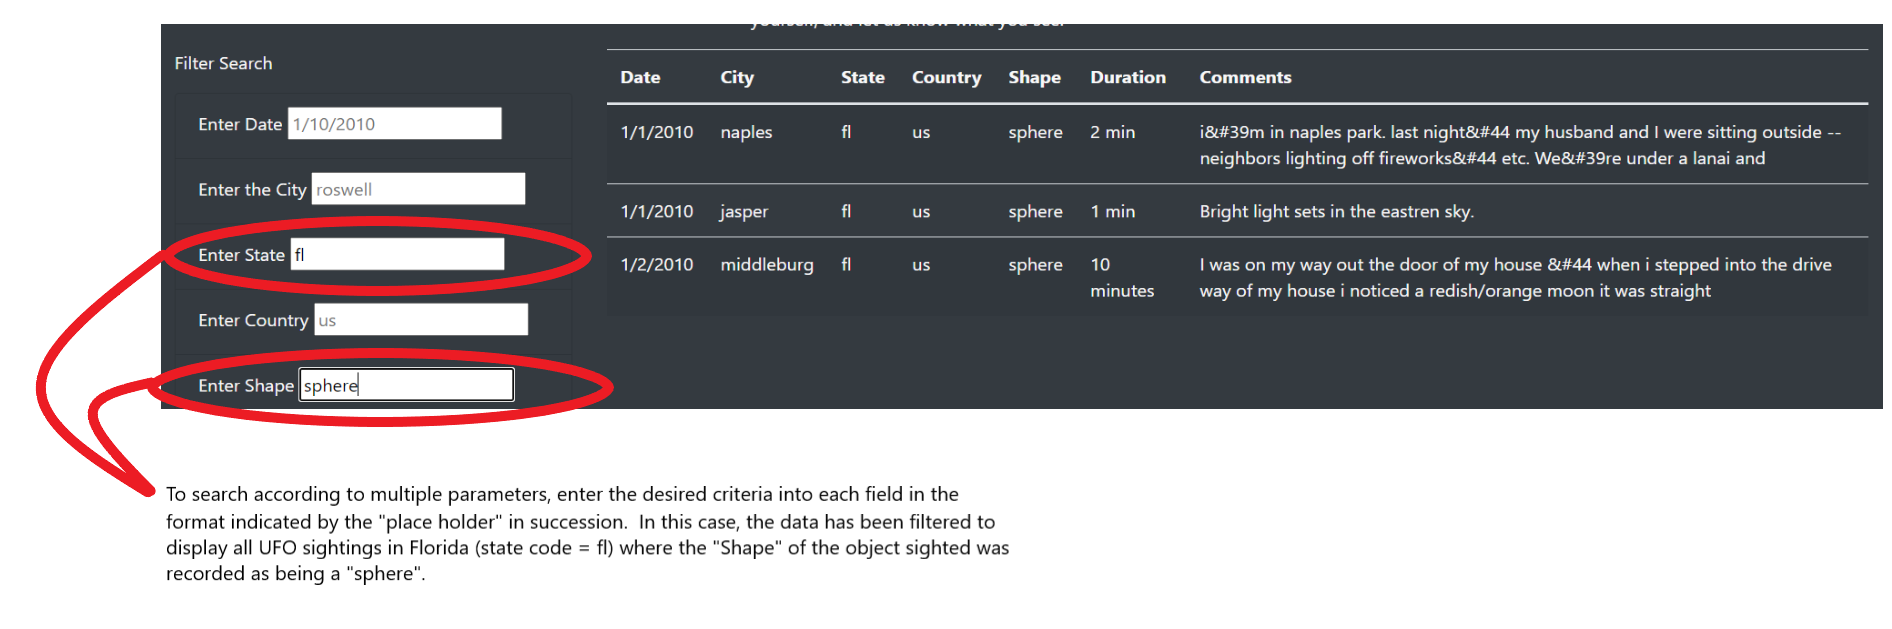 yourself, and let us know what you see!
Filter Search
Enter Date 1/10/2010
Enter the City roswell
Enter State fl
Enter Country us
Enter Shape sphere
Date City State Country Shape Duration Comments
1/1/2010 naples fl us sphere 2 min i&#39m in naples park. last night&#44 my husband and I were sitting outside --
neighbors lighting off fireworks&#44 etc. We&#39re under a lanai and
1/1/2010 jasper fl us sphere 1 min Bright light sets in the eastren sky.
1/2/2010 middleburg fl us sphere 10 I was on my way out the door of my house &#44 when i stepped into the drive
minutes way of my house i noticed a redish/orange moon it was straight
To search according to multiple parameters, enter the desired criteria into each field in the
format indicated by the "place holder" in succession.  In this case, the data has been filtered to
display all UFO sightings in Florida (state code = fl) where the "Shape" of the object sighted was
recorded as being a "sphere".